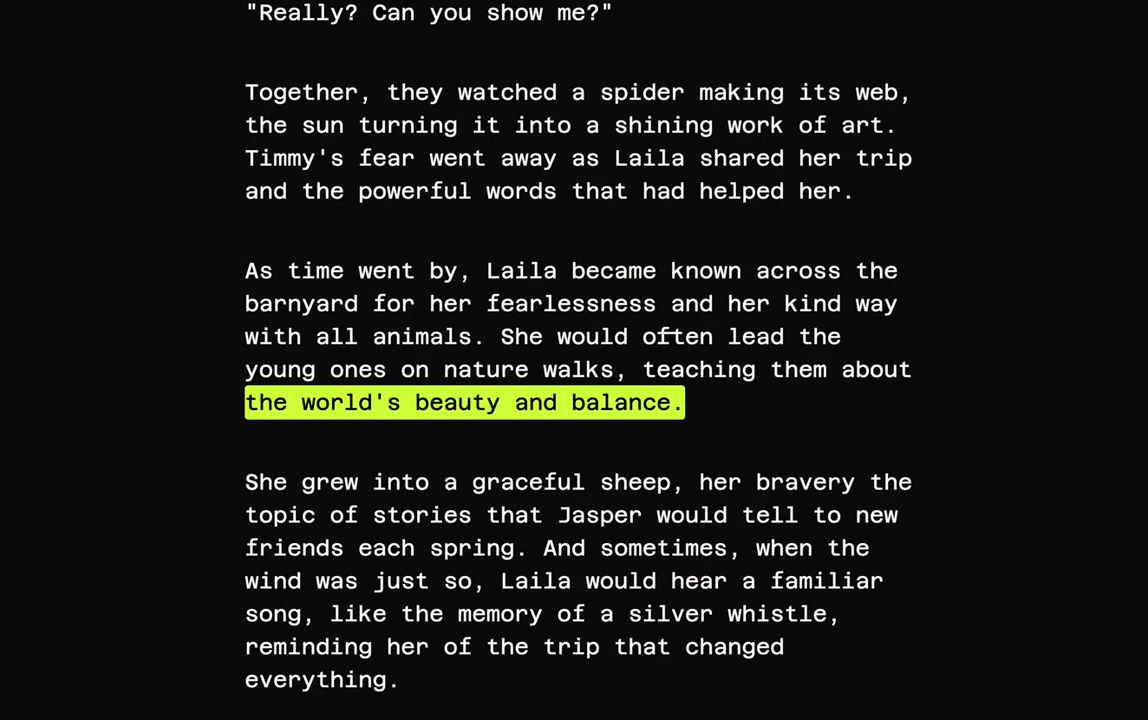 "Really? Can you show me?"
Together, they watched a spider making its web,
the sun turning it into a shining work of art.
Timmy's fear went away as Laila shared her trip
and the powerful words that had helped her.
As time went by, Laila became known across the
barnyard for her fearlessness and her kind way
with all animals. She would often lead the
young ones on nature walks, teaching them about
the world's beauty and balance.
She grew into a graceful sheep, her bravery the
topic of stories that Jasper would tell to new
friends each spring. And sometimes, when the
wind was just so, Laila would hear a familiar
song, like the memory of a silver whistle,
reminding her of the trip that changed
everything.